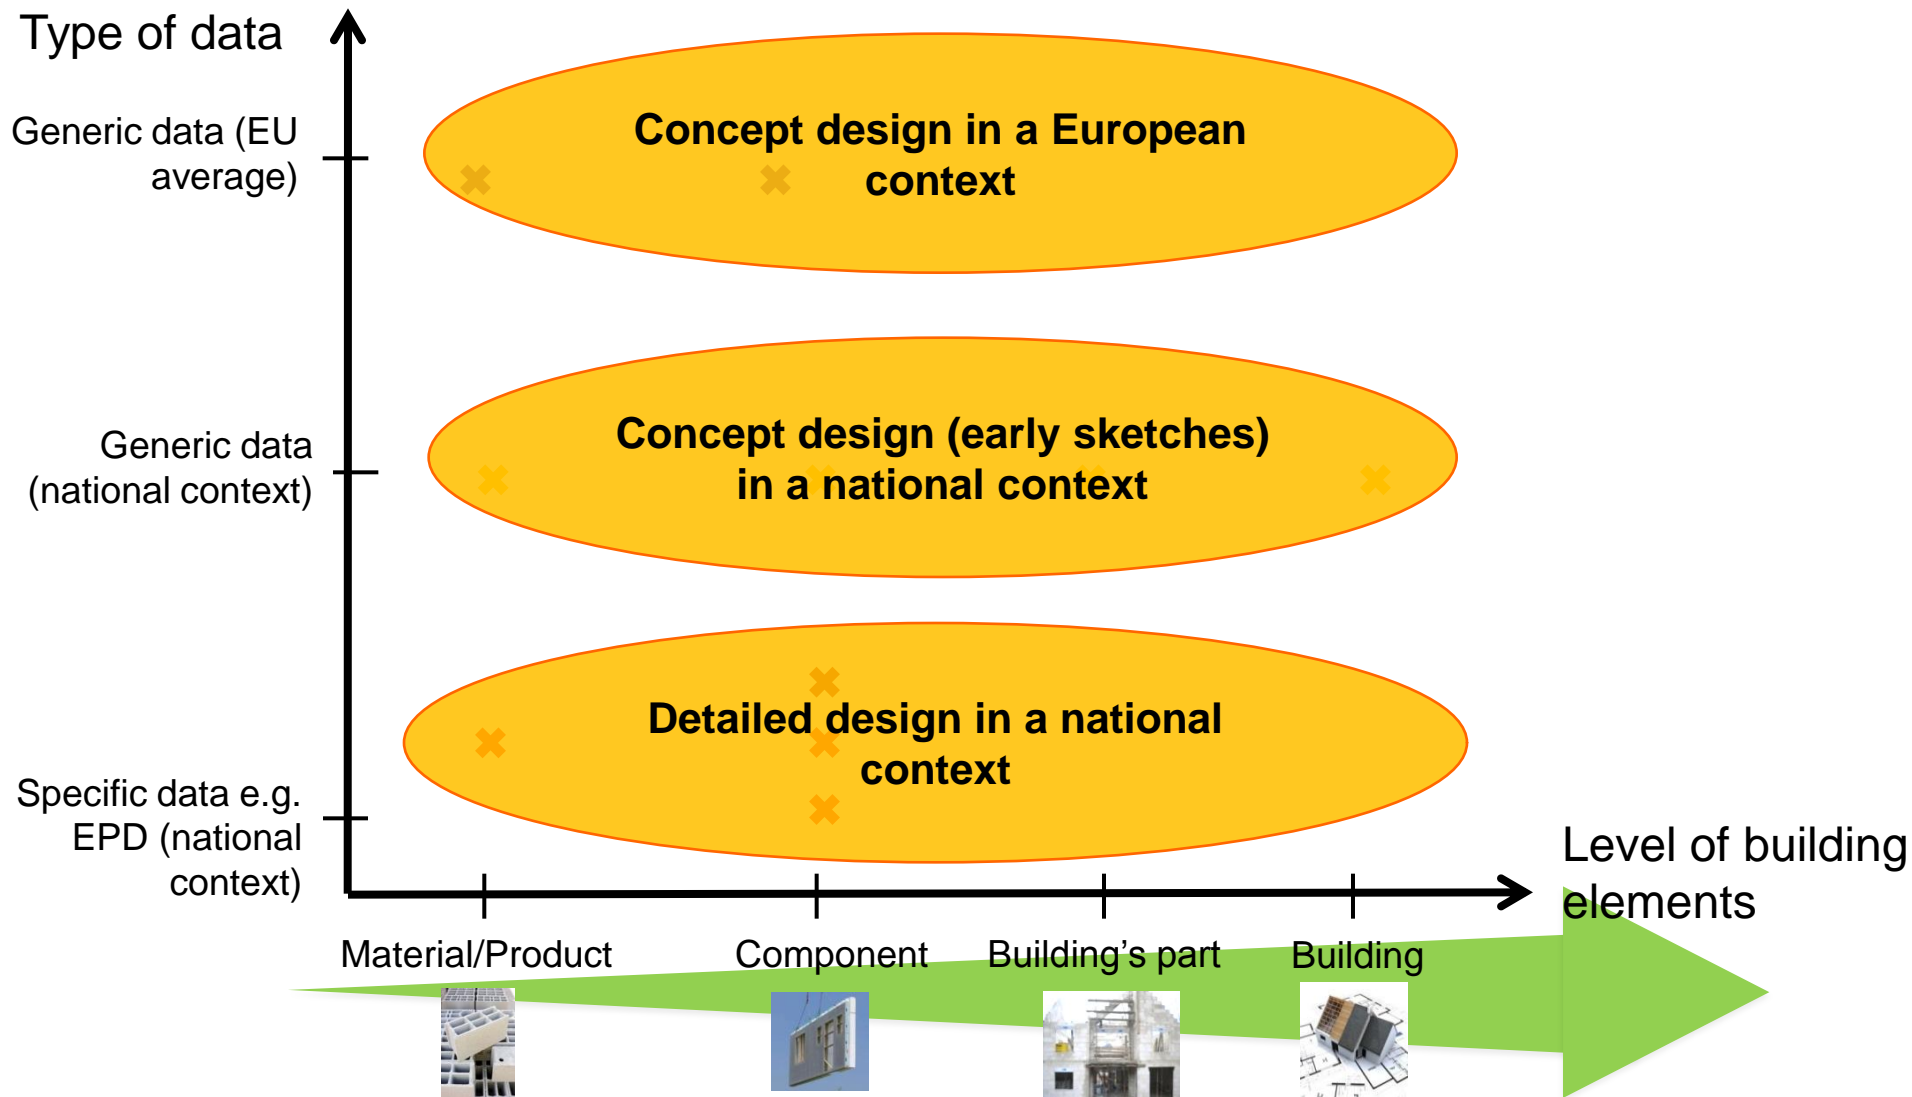 Type of data
Generic data (EU
average)
Concept design in a European
context
Generic data
(national context)
Concept design (early sketches)
in a national context
Detailed design in a national
context
Specific data e.g.
EPD (national
context)
Level of building
elements
Material/Product
Component
Building’s part
Building